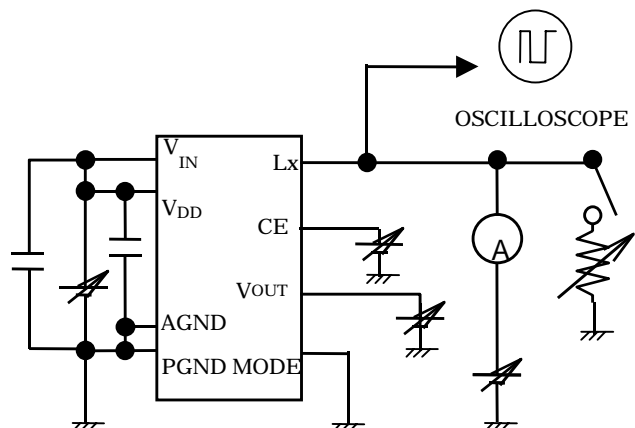 OSCILLOSCOPE
VIN
Lx
VDD
CE
VOUT
A
AGND
PGND MODE